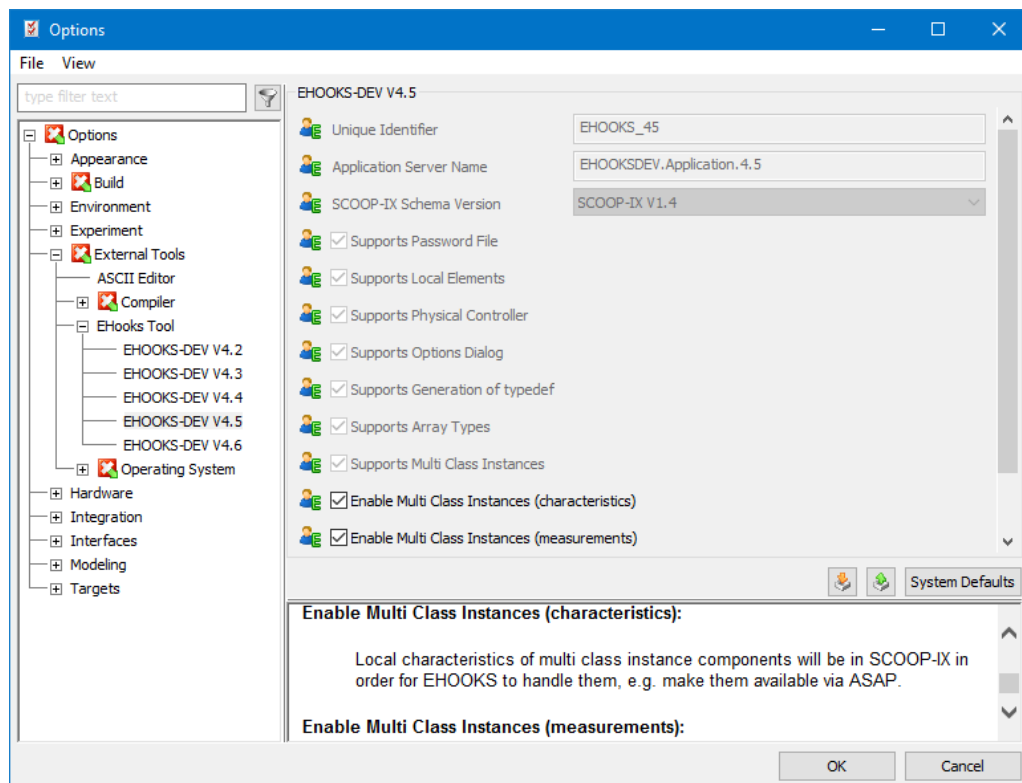 Options
File View
type filter text
Options
Appearance
Build
Environment
Experiment
External Tools
ASCII Editor
Compiler
EHooks Tool
EHOOKS-DEV V4.2
EHOOKS-DEV V4.3
EHOOKS-DEV V4.4
EHOOKS-DEV V4.5
EHOOKS-DEV V4.6
Operating System
Hardware
Integration
Interfaces
Modeling
Targets
EHOOKS-DEV V4.5
Unique Identifier EHOOKS_45
Application Server Name EHOOKSDEV.Application.4.5
SCOOP-IX Schema Version SCOOP-IX V1.4
Supports Password File
Supports Local Elements
Supports Physical Controller
Supports Options Dialog
Supports Generation of typedef
Supports Array Types
Supports Multi Class Instances
Enable Multi Class Instances (characteristics)
Enable Multi Class Instances (measurements)
System Defaults
Enable Multi Class Instances (characteristics):
Local characteristics of multi class instance components will be in SCOOP-IX in
order for EHOOKS to handle them, e.g. make them available via ASAP.
Enable Multi Class Instances (measurements):
OK Cancel